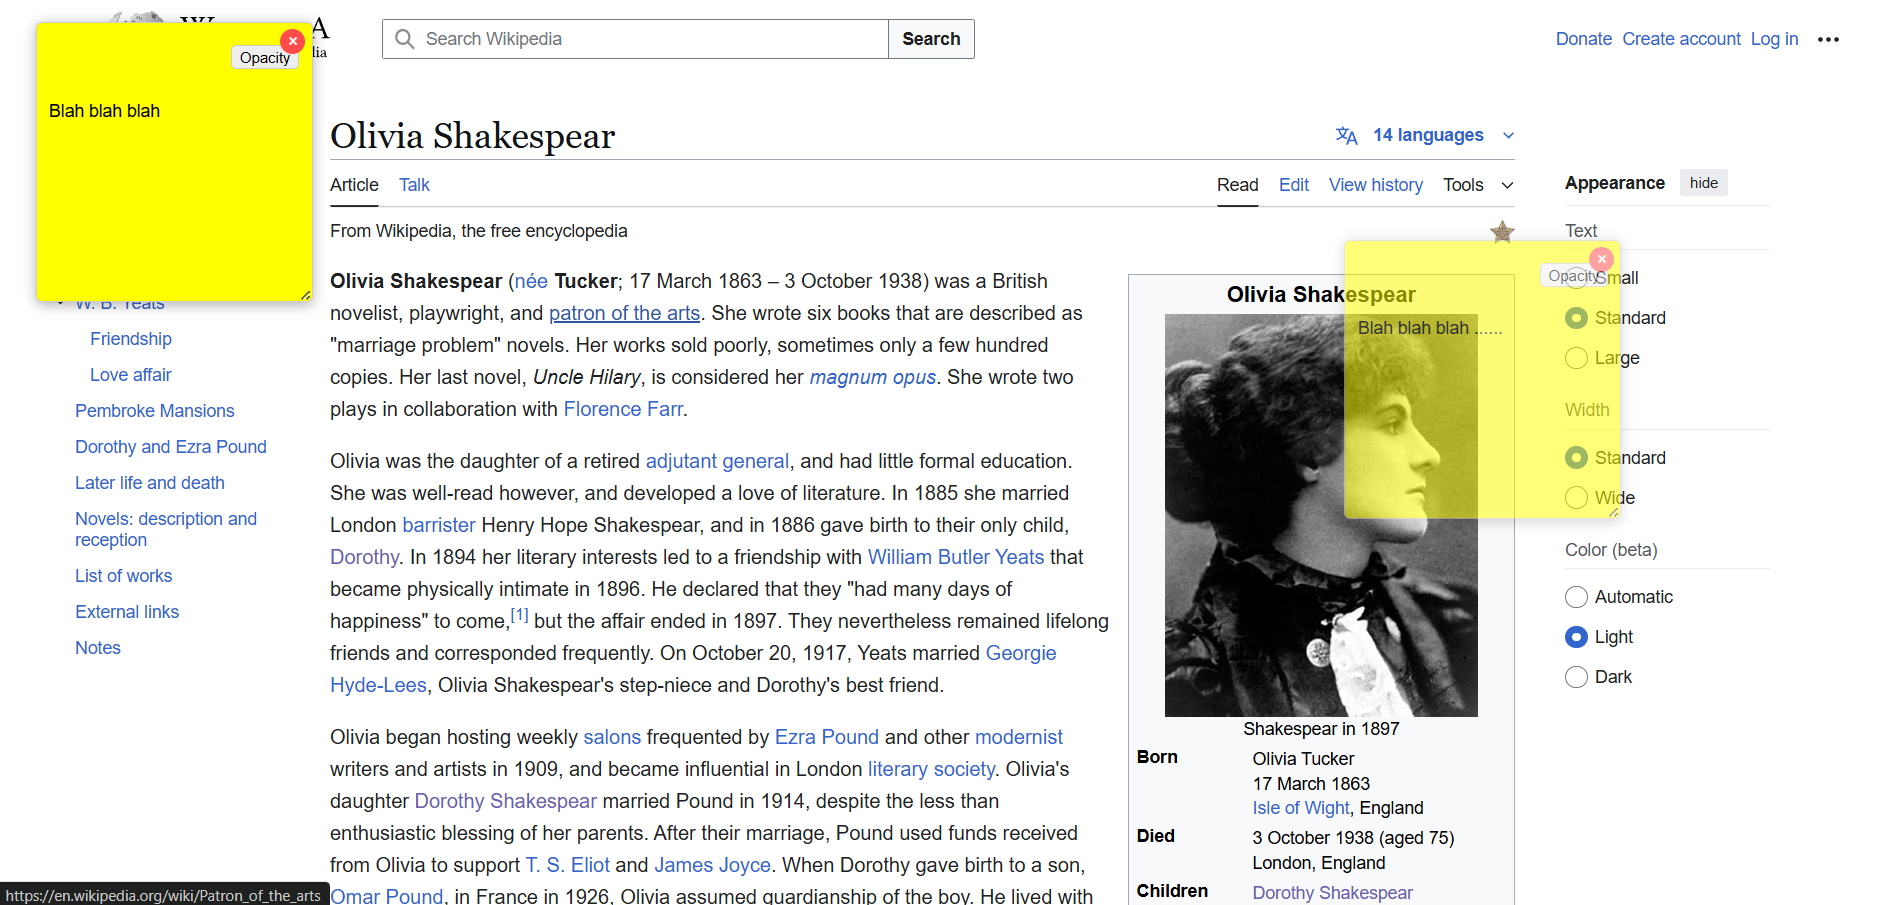 Search Wikipedia
Search
Donate Create account Log in
Opacity
Blah blah blah
W. B. Yeats
Friendship
Love affair
Pembroke Mansions
Dorothy and Ezra Pound
Later life and death
Novels: description and
reception
List of works
External links
Notes
Olivia Shakespear
14 languages
Article Talk
Read Edit View history Tools
From Wikipedia, the free encyclopedia
Olivia Shakespear (née Tucker; 17 March 1863 – 3 October 1938) was a British
novelist, playwright, and patron of the arts. She wrote six books that are described as
"marriage problem" novels. Her works sold poorly, sometimes only a few hundred
copies. Her last novel, Uncle Hilary, is considered her magnum opus. She wrote two
plays in collaboration with Florence Farr.
Olivia was the daughter of a retired adjutant general, and had little formal education.
She was well-read however, and developed a love of literature. In 1885 she married
London barrister Henry Hope Shakespear, and in 1886 gave birth to their only child,
Dorothy. In 1894 her literary interests led to a friendship with William Butler Yeats that
became physically intimate in 1896. He declared that they "had many days of
happiness" to come,[1] but the affair ended in 1897. They nevertheless remained lifelong
friends and corresponded frequently. On October 20, 1917, Yeats married Georgie
Hyde-Lees, Olivia Shakespear's step-niece and Dorothy's best friend.
Olivia began hosting weekly salons frequented by Ezra Pound and other modernist
writers and artists in 1909, and became influential in London literary society. Olivia's
daughter Dorothy Shakespear married Pound in 1914, despite the less than
enthusiastic blessing of her parents. After their marriage, Pound used funds received
from Olivia to support T. S. Eliot and James Joyce. When Dorothy gave birth to a son,
Omar Pound, in France in 1926, Olivia assumed guardianship of the boy. He lived with
Olivia Shakespear
Opacity
Blah blah blah ......
Shakespear in 1897
Born Olivia Tucker
17 March 1863
Isle of Wight, England
Died 3 October 1938 (aged 75)
London, England
Children Dorothy Shakespear
Appearance hide
Text
Small
Standard
Large
Width
Standard
Wide
Color (beta)
Automatic
Light
Dark
https://en.wikipedia.org/wiki/Patron_of_the_arts